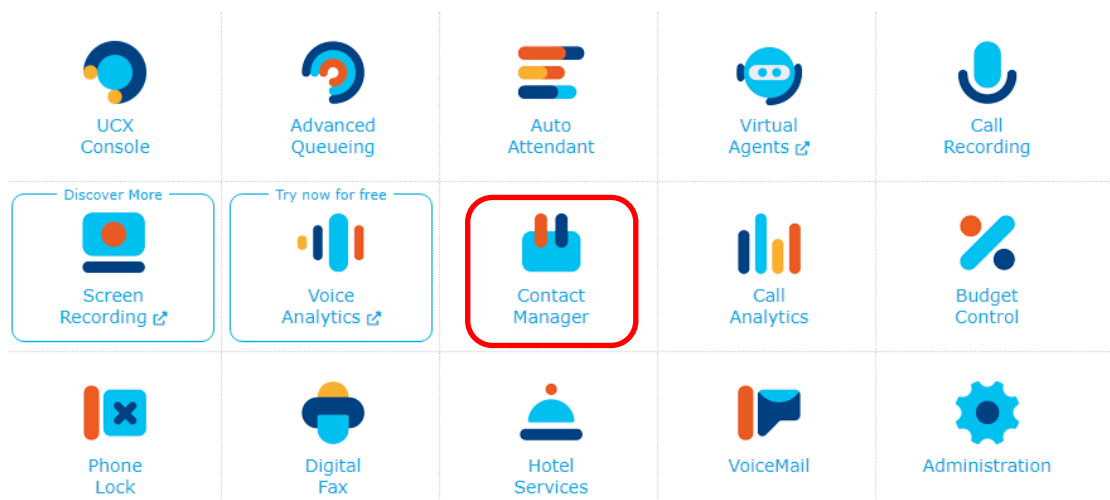 UCX
Console
Advanced
Queueing
Auto
Attendant
Virtual
Agents
Call
Recording
Discover More
Screen
Recording
Try now for free
Voice
Analytics
Contact
Manager
Call
Analytics
Budget
Control
Phone
Lock
Digital
Fax
Hotel
Services
VoiceMail
Administration